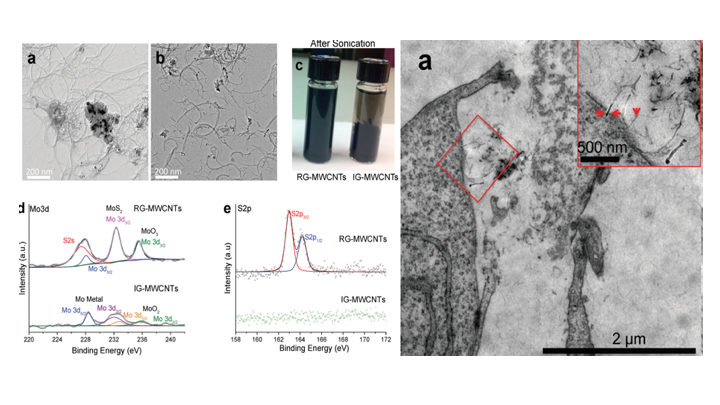 After Sonication
a
b
c
200 nm
200 nm
RG-MWCNTs IG-MWCNTs
d Mo3d
MoS2
RG-MWCNTs
Mo 3d5/2
MoO3
S2s
Mo 3d3/2
Mo 3d5/2
IG-MWCNTs
Mo Metal
Mo 3d5/2
Mo 3d3/2
MoO2
Mo 3d5/2
Mo 3d3/2
Intensity (a.u.)
220 224 228 232 236 240
Binding Energy (eV)
e S2p
S2p3/2
S2p1/2
RG-MWCNTs
IG-MWCNTs
Intensity (a.u.)
158 160 162 164 166 168 170 172
Binding Energy (eV)
a
500 nm
2 μm